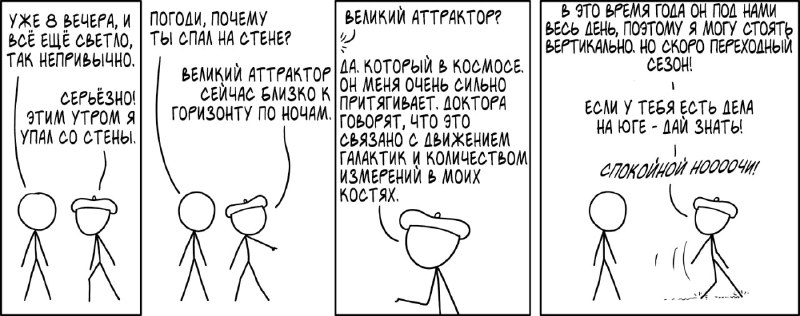 УЖЕ 8 ВЕЧЕРА, И
ВСЁ ЕЩЁ СВЕТЛО,
ТАК НЕПРИВЫЧНО.
СЕРЬЁЗНО!
ЭТИМ УТРОМ Я
УПАЛ СО СТЕНЫ.
ПОГОДИ, ПОЧЕМУ
ТЫ СПАЛ НА СТЕНЕ?
ВЕЛИКИЙ АТТРАКТОР
СЕЙЧАС БЛИЗКО К
ГОРИЗОНТУ ПО НОЧАМ.
ВЕЛИКИЙ АТТРАКТОР?
ДА. КОТОРЫЙ В КОСМОСЕ.
ОН МЕНЯ ОЧЕНЬ СИЛЬНО
ПРИТЯГИВАЕТ. ДОКТОРА
ГОВОРЯТ, ЧТО ЭТО
СВЯЗАНО С ДВИЖЕНИЕМ
ГАЛАКТИК И КОЛИЧЕСТВОМ
ИЗМЕРЕНИЙ В МОИХ
КОСТЯХ.
В ЭТО ВРЕМЯ ГОДА ОН ПОД НАМИ
ВЕСЬ ДЕНЬ, ПОЭТОМУ Я МОГУ СТОЯТЬ
ВЕРТИКАЛЬНО. НО СКОРО ПЕРЕХОДНЫЙ
СЕЗОН!
ЕСЛИ У ТЕБЯ ЕСТЬ ДЕЛА
НА ЮГЕ - ДАЙ ЗНАТЬ!
СПОКОЙНОЙ НООООЧИ!